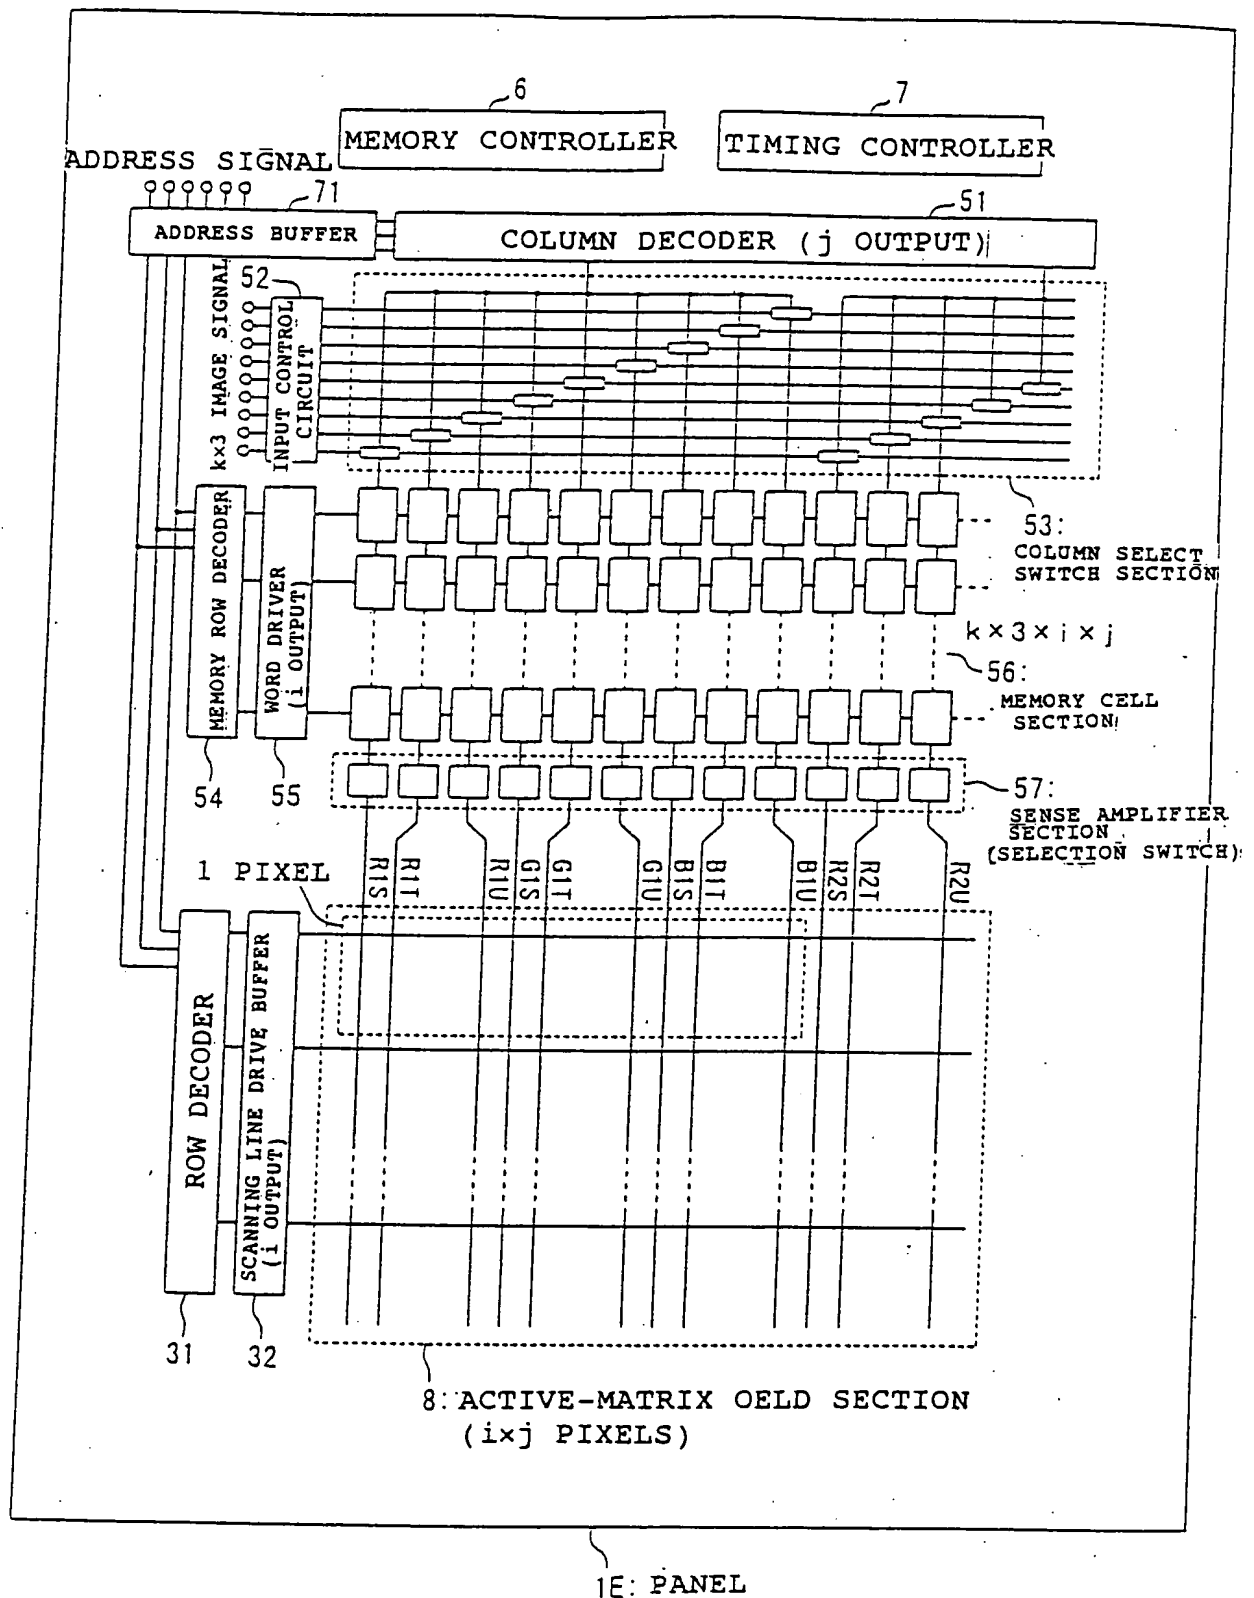 6
7
MEMORY CONTROLLER
TIMING CONTROLLER
ADDRESS SIGNAL
71
51
ADDRESS BUFFER
COLUMN DECODER (j OUTPUT)
52
k×3 IMAGE SIGNAL
INPUT CONTROL
CIRCUIT
53:
COLUMN SELECT
SWITCH SECTION
MEMORY ROW DECODER
WORD DRIVER
(i OUTPUT)
k×3×i×j
56:
MEMORY CELL
SECTION
54
55
57:
SENSE AMPLIFIER
SECTION
(SELECTION SWITCH)
1 PIXEL
R1S
R1T
R1U
G1S
G1T
G1U
B1S
B1T
B1U
R2S
R2T
R2U
ROW DECODER
SCANNING LINE DRIVE BUFFER
(i OUTPUT)
31
32
8: ACTIVE-MATRIX OELD SECTION
(i×j PIXELS)
1E: PANEL